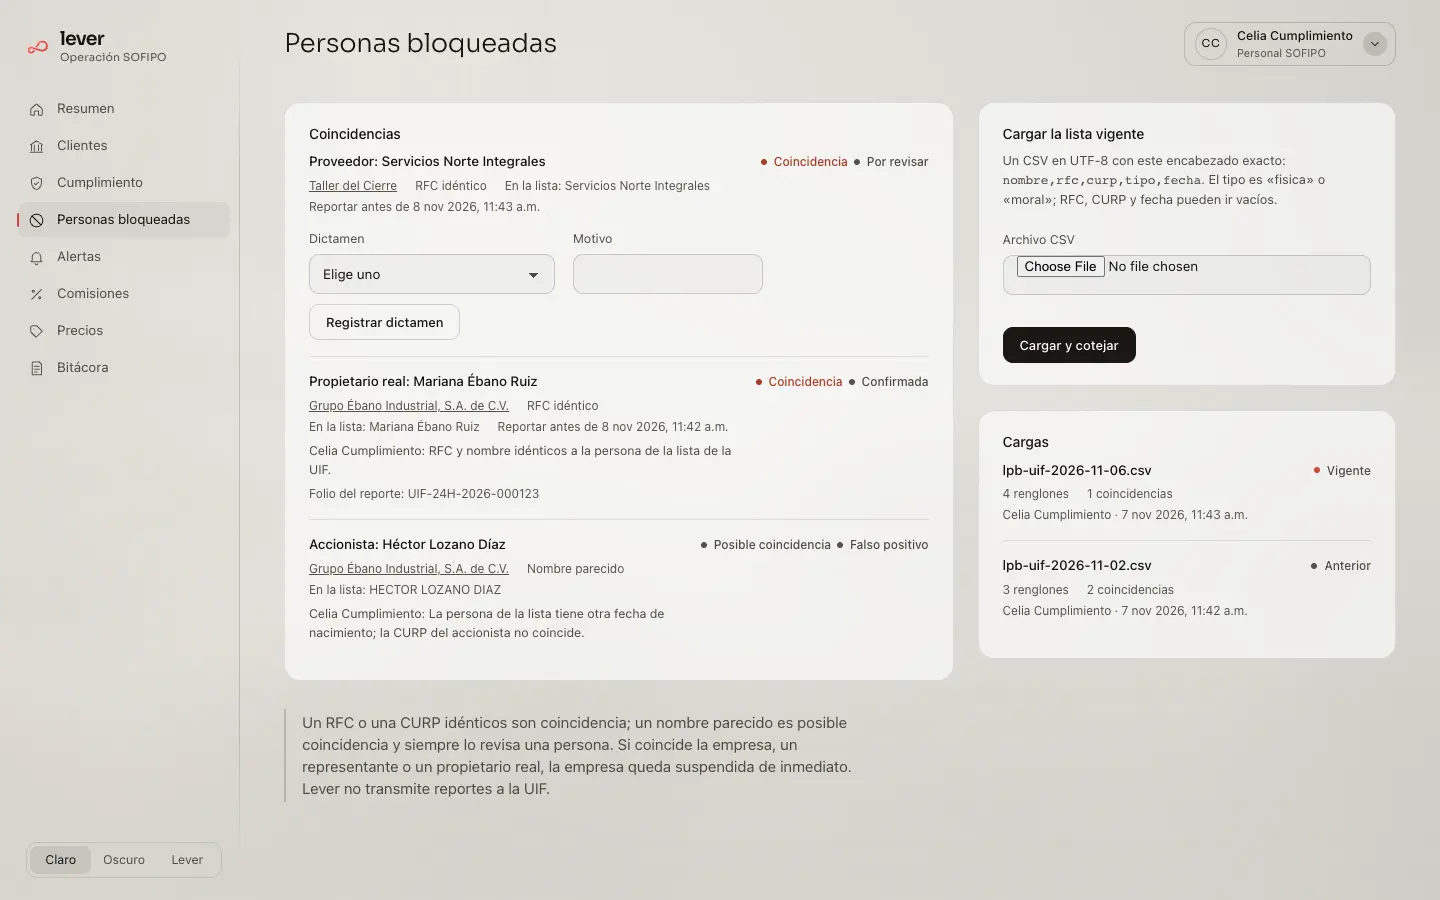 lever
Operación SOFIPO
Resumen
Clientes
Cumplimiento
Personas bloqueadas
Alertas
Comisiones
Precios
Bitácora
Claro Oscuro Lever
Personas bloqueadas
CC Celia Cumplimiento
Personal SOFIPO
Coincidencias
Proveedor: Servicios Norte Integrales Coincidencia Por revisar
Taller del Cierre RFC idéntico En la lista: Servicios Norte Integrales
Reportar antes de 8 nov 2026, 11:43 a.m.
Dictamen Motivo
Elige uno
Registrar dictamen
Propietario real: Mariana Ébano Ruiz Coincidencia Confirmada
Grupo Ébano Industrial, S.A. de C.V. RFC idéntico
En la lista: Mariana Ébano Ruiz Reportar antes de 8 nov 2026, 11:42 a.m.
Celia Cumplimiento: RFC y nombre idénticos a la persona de la lista de la
UIF.
Folio del reporte: UIF-24H-2026-000123
Accionista: Héctor Lozano Díaz Posible coincidencia Falso positivo
Grupo Ébano Industrial, S.A. de C.V. Nombre parecido
En la lista: HECTOR LOZANO DIAZ
Celia Cumplimiento: La persona de la lista tiene otra fecha de
nacimiento; la CURP del accionista no coincide.
Un RFC o una CURP idénticos son coincidencia; un nombre parecido es posible
coincidencia y siempre lo revisa una persona. Si coincide la empresa, un
representante o un propietario real, la empresa queda suspendida de inmediato.
Lever no transmite reportes a la UIF.
Cargar la lista vigente
Un CSV en UTF-8 con este encabezado exacto:
nombre,rfc,curp,tipo,fecha. El tipo es «fisica» o
«moral»; RFC, CURP y fecha pueden ir vacíos.
Archivo CSV
Choose File No file chosen
Cargar y cotejar
Cargas
lpb-uif-2026-11-06.csv Vigente
4 renglones 1 coincidencias
Celia Cumplimiento · 7 nov 2026, 11:43 a.m.
lpb-uif-2026-11-02.csv Anterior
3 renglones 2 coincidencias
Celia Cumplimiento · 7 nov 2026, 11:42 a.m.